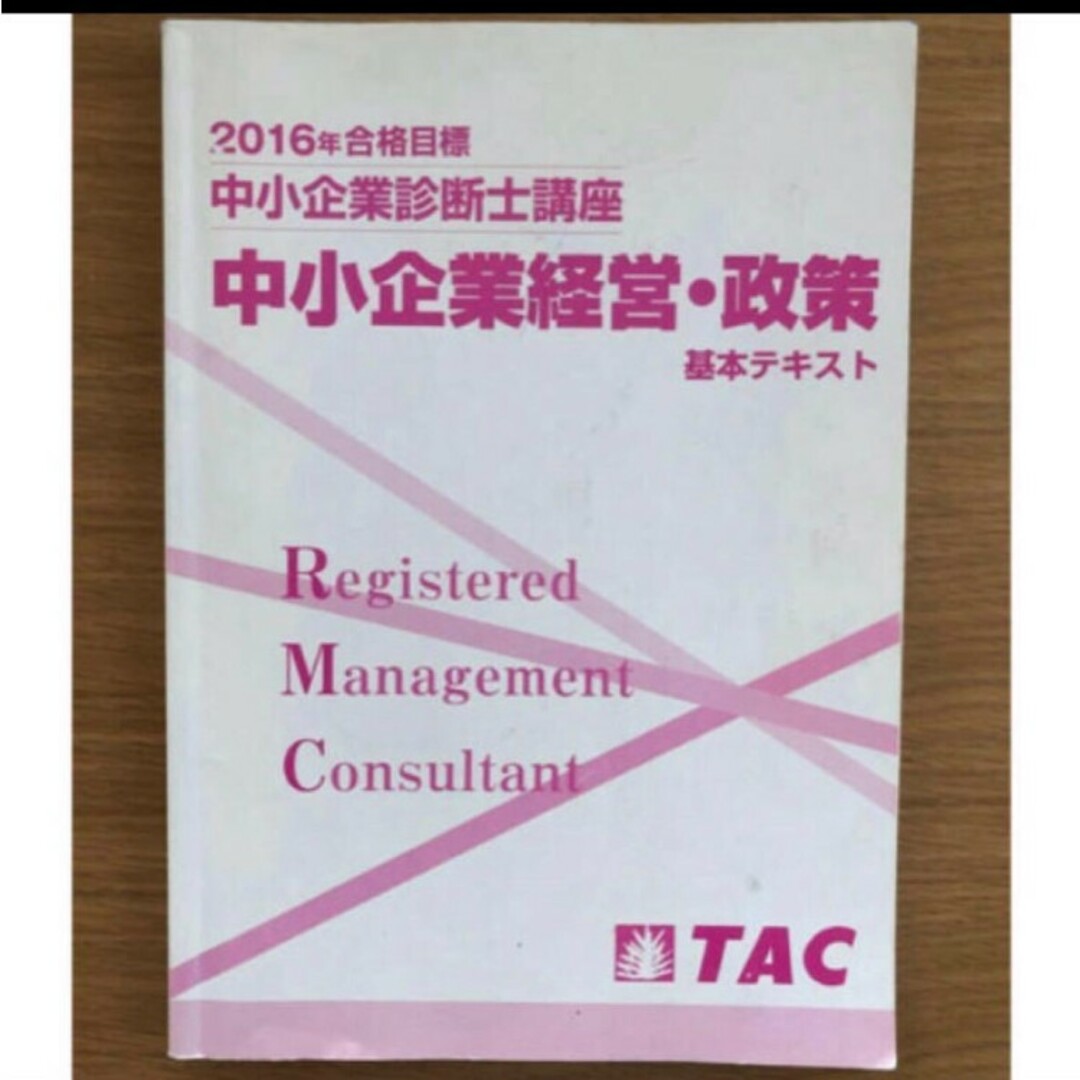 2016年合格目標
中小企業診断士講座
中小企業経営・政策
基本テキスト
Registered
Management
Consultant
TAC